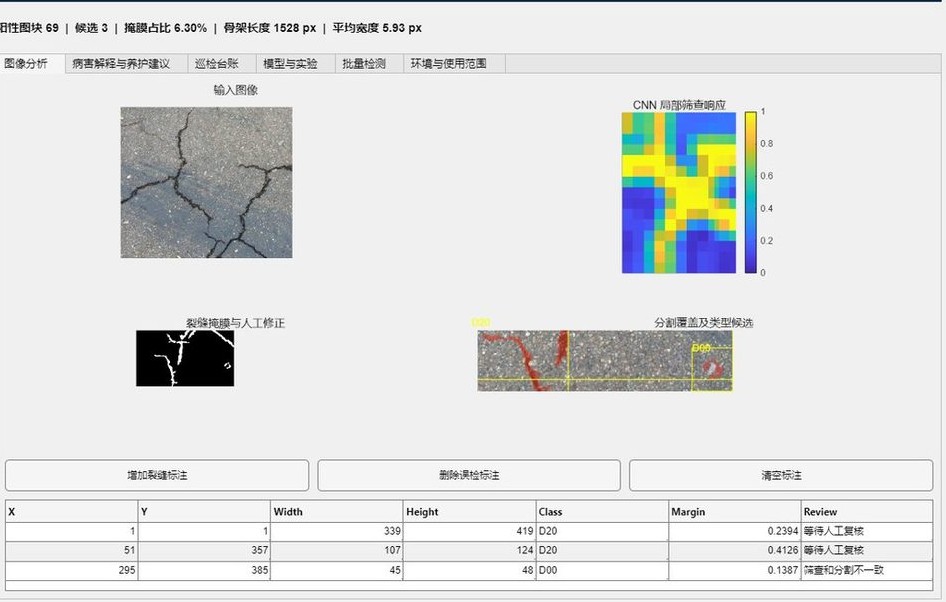 阳性图块 69 | 候选 3 | 掩膜占比 6.30% | 骨架长度 1528 px | 平均宽度 5.93 px
图像分析 病害解释与养护建议 巡检台账 模型与实验 批量检测 环境与使用范围
输入图像
CNN 局部筛查响应
1
0.8
0.6
0.4
0.2
0
裂缝掩膜与人工修正
分割覆盖及类型候选
D20
D00
增加裂缝标注 删除误检标注 清空标注
X Y Width Height Class Margin Review
1 1 339 419 D20 0.2394 等待人工复核
51 357 107 124 D20 0.4126 等待人工复核
295 385 45 48 D00 0.1387 筛查和分割不一致